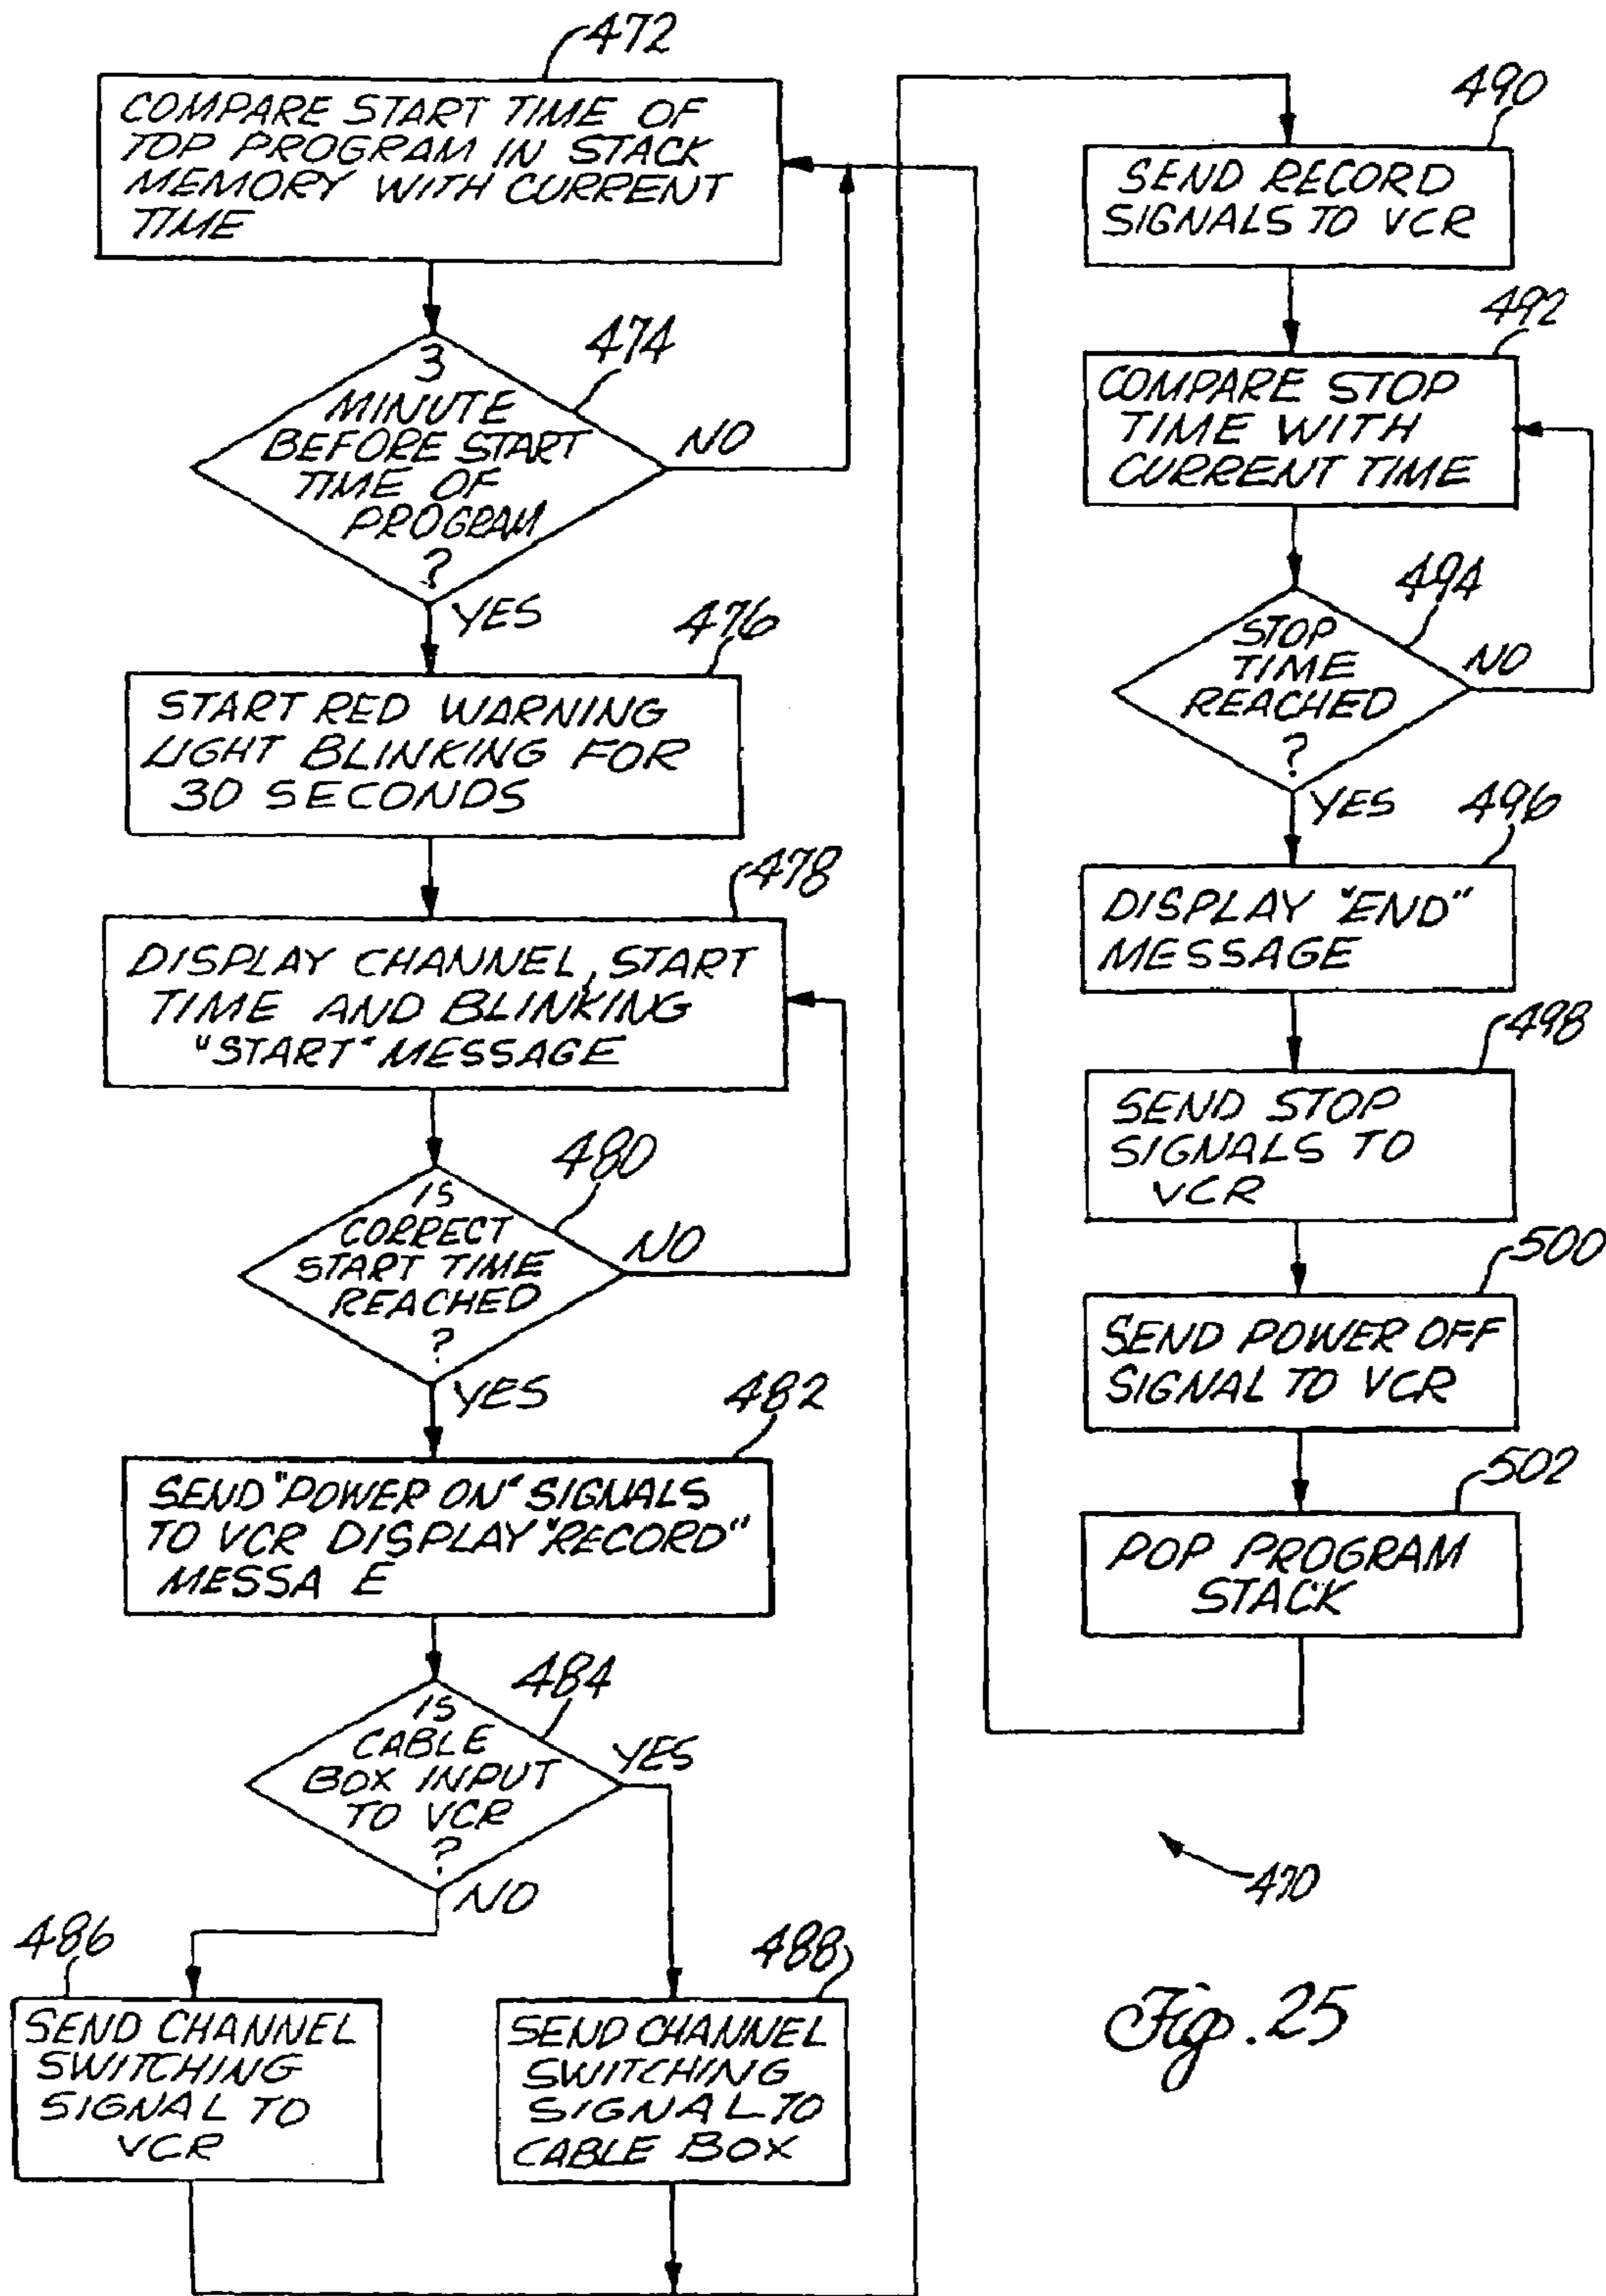 472
COMPARE START TIME OF
TOP PROGRAM IN STACK
MEMORY WITH CURRENT
TIME
474
3
MINUTE
BEFORE START
TIME OF
PROGRAM
?
NO
YES
476
START RED WARNING
LIGHT BLINKING FOR
30 SECONDS
478
DISPLAY CHANNEL, START
TIME AND BLINKING
"START" MESSAGE
480
IS
CORRECT
START TIME
REACHED
?
NO
YES
482
SEND "POWER ON" SIGNALS
TO VCR DISPLAY "RECORD"
MESSA E
484
IS
CABLE
BOX INPUT
TO VCR
?
YES
NO
486
SEND CHANNEL
SWITCHING
SIGNAL TO
VCR
488
SEND CHANNEL
SWITCHING
SIGNAL TO
CABLE BOX
490
SEND RECORD
SIGNALS TO VCR
492
COMPARE STOP
TIME WITH
CURRENT TIME
494
STOP
TIME
REACHED
?
NO
YES
496
DISPLAY "END"
MESSAGE
498
SEND STOP
SIGNALS TO
VCR
500
SEND POWER OFF
SIGNAL TO VCR
502
POP PROGRAM
STACK
470
Fig. 25